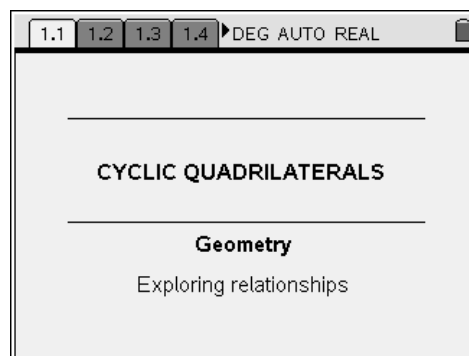 1.1 1.2 1.3 1.4 DEG AUTO REAL
CYCLIC QUADRILATERALS
Geometry
Exploring relationships